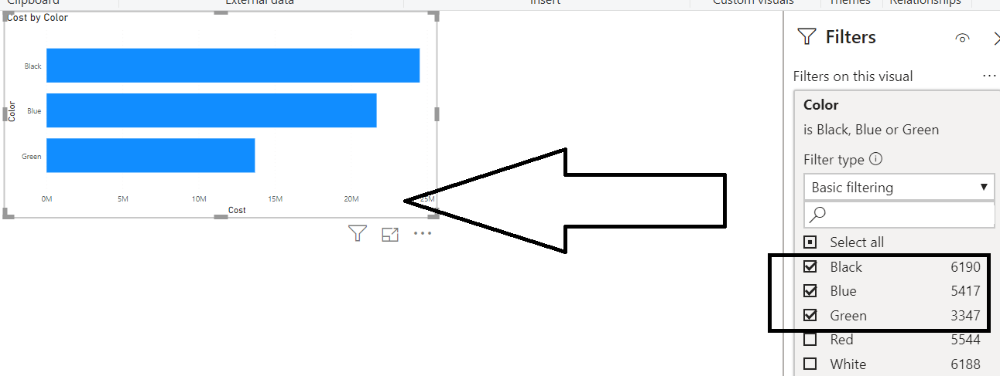 Clipboard External data Insert Custom visuals Themes Relationships
Cost by Color
Black
Blue
Green
Color
0M 5M 10M 15M 20M 25M
Cost
Filters
Filters on this visual
Color
is Black, Blue or Green
Filter type
Basic filtering
Select all
Black 6190
Blue 5417
Green 3347
Red 5544
White 6188